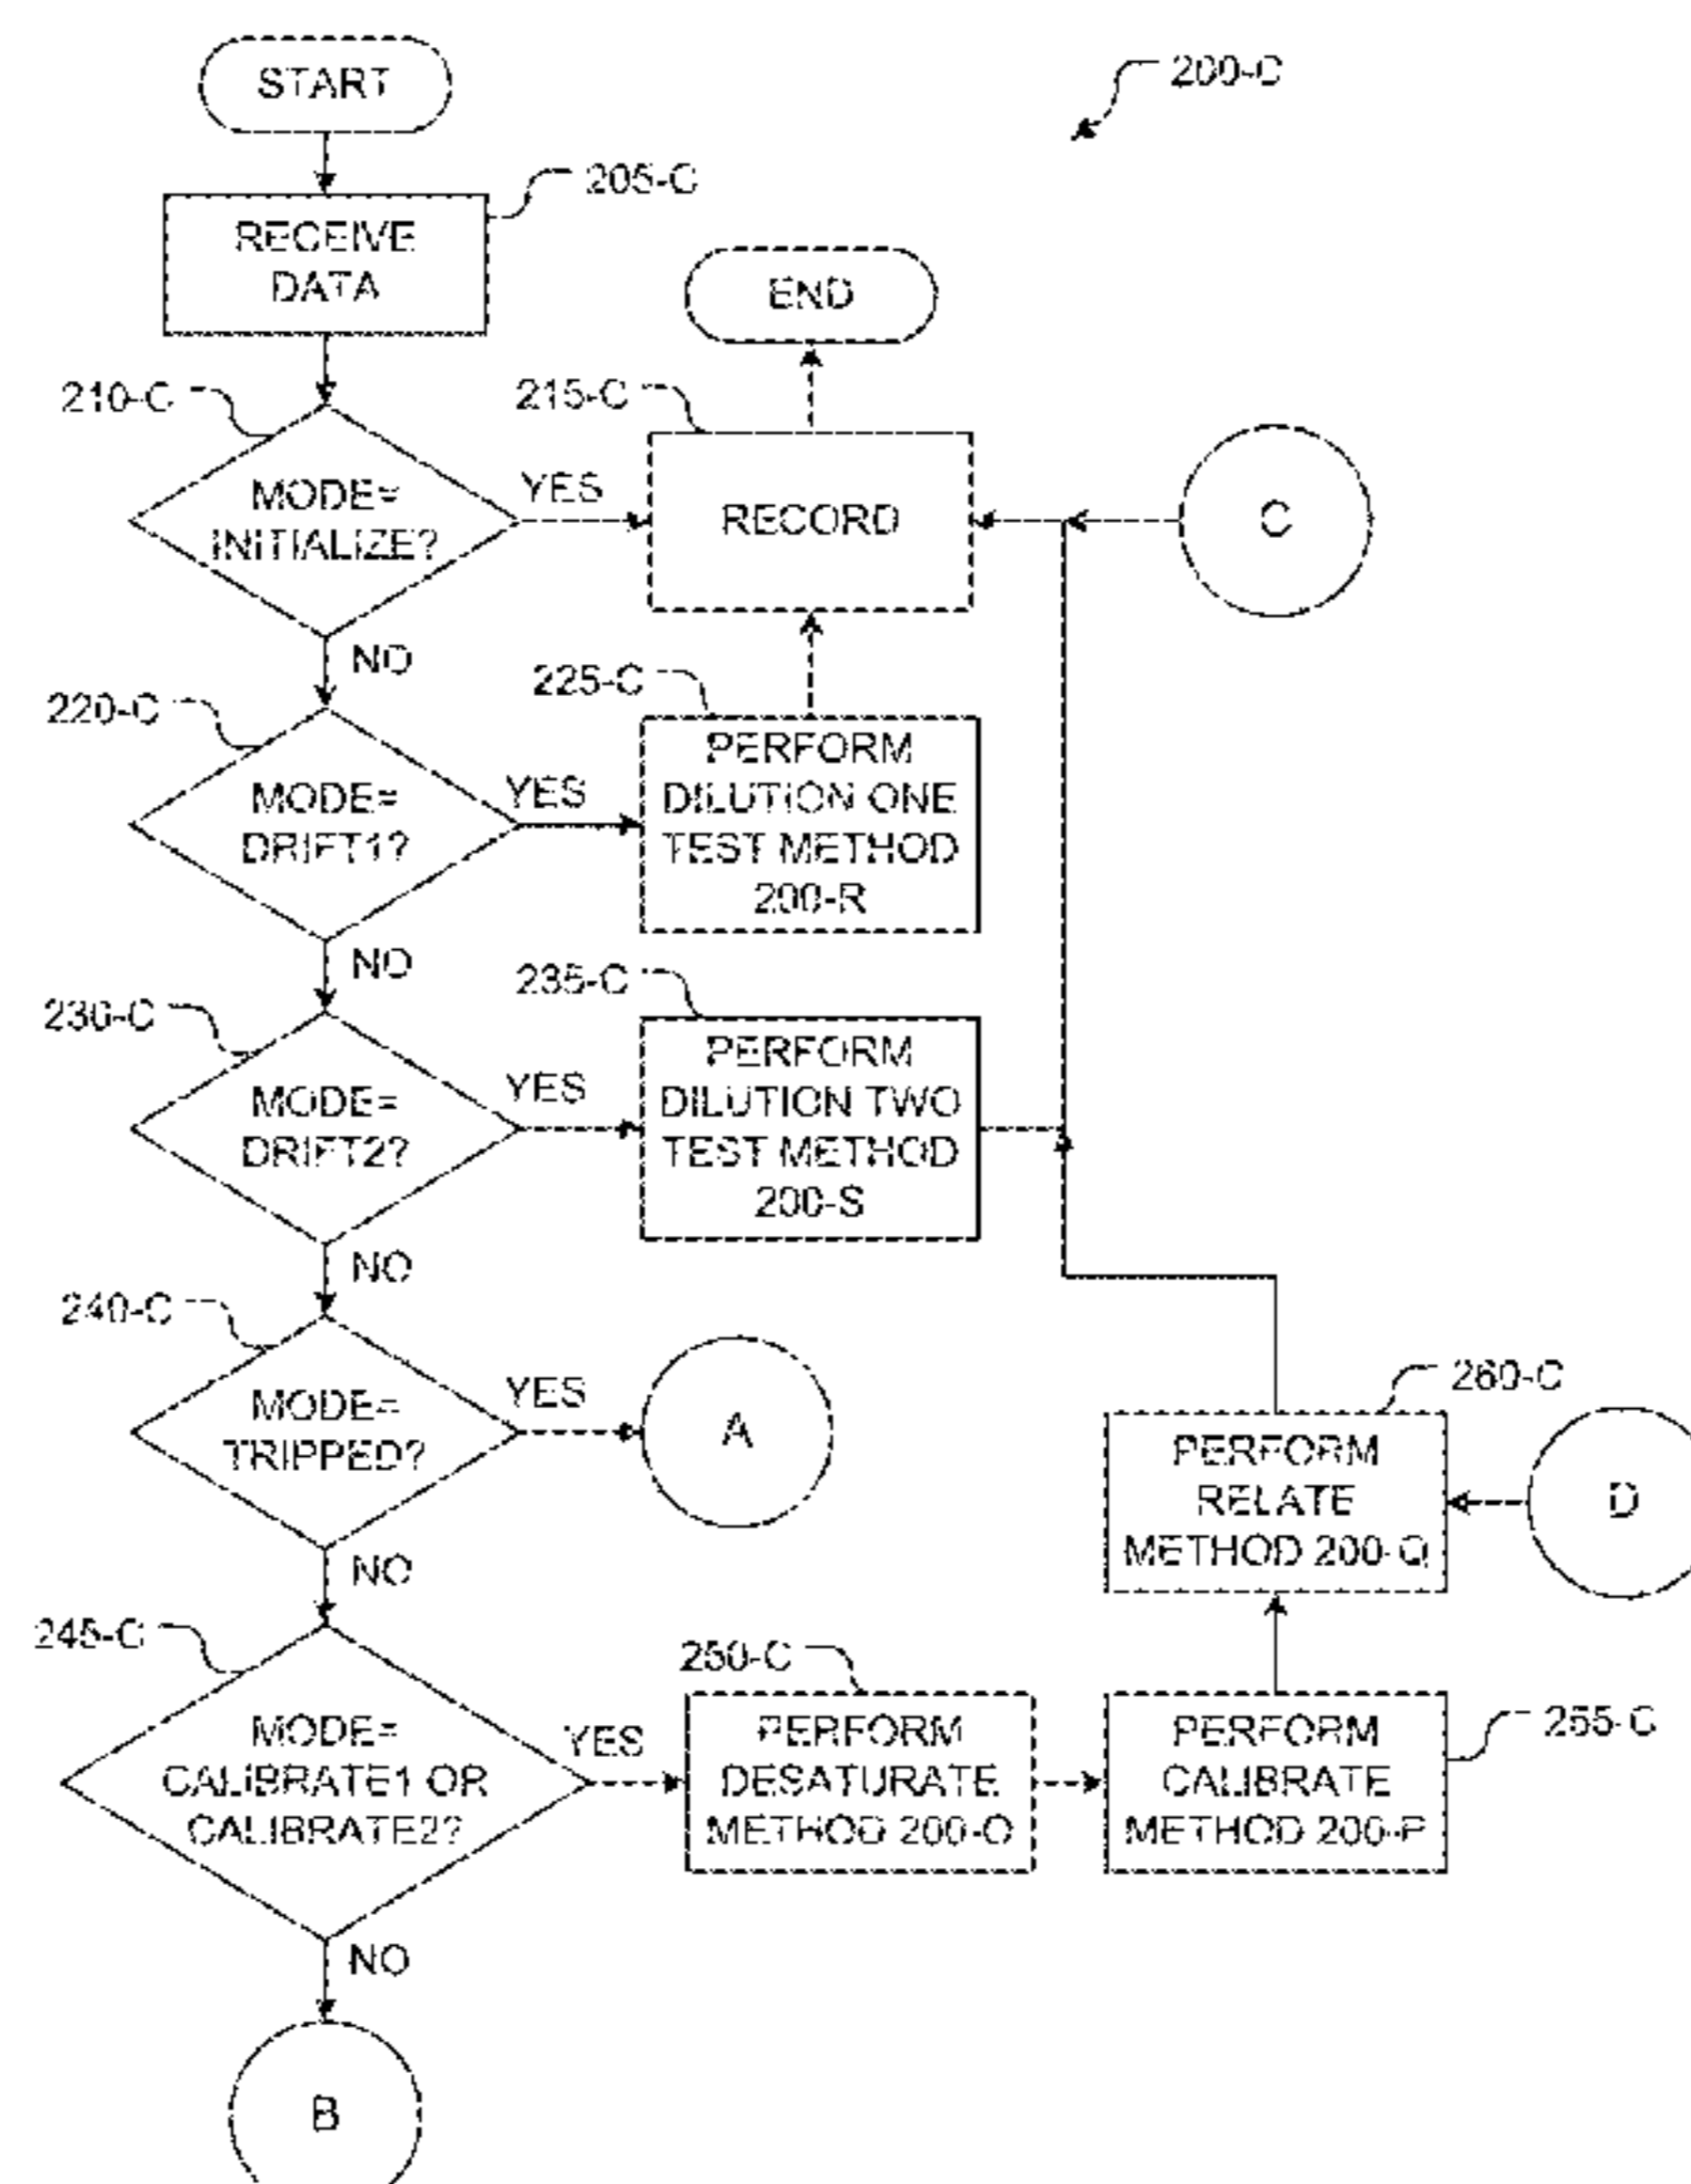 START
200-C
205-C
RECEIVE
DATA
END
210-C
215-C
MODE=
INITIALIZE?
YES
RECORD
C
NO
220-C
225-C
MODE=
DRIFT1?
YES
PERFORM
DILUTION ONE
TEST METHOD
200-R
NO
230-C
235-C
MODE=
DRIFT2?
YES
PERFORM
DILUTION TWO
TEST METHOD
200-S
NO
240-C
MODE=
TRIPPED?
YES
A
260-C
PERFORM
RELATE
METHOD 200-Q
D
NO
245-C
250-C
255-C
MODE=
CALIBRATE1 OR
CALIBRATE2?
YES
PERFORM
DESATURATE
METHOD 200-O
PERFORM
CALIBRATE
METHOD 200-P
NO
B